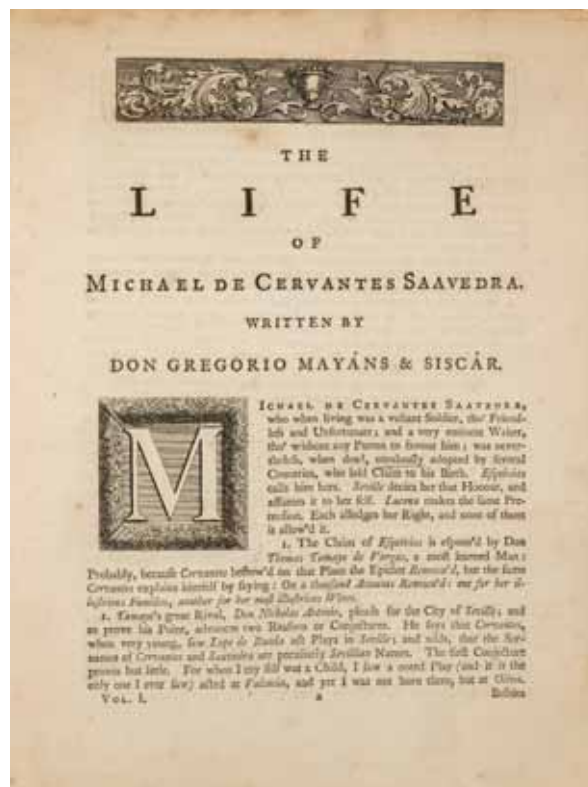 THE
LIFE
OF
MICHAEL DE CERVANTES SAAVEDRA.
WRITTEN BY
DON GREGORIO MAYÁNS & SISCÁR.
MICHAEL DE CERVANTES SAAVEDRA,
who when living was a valiant Soldier, tho' Friend-
less and Unfortunate; and a very eminent Writer,
tho' without any Patron to favour him; was never-
theless, when dead, emulously adopted by several
Countries, who laid Claim to his Birth. Esquivias
calls him hers. Seville denies her that Honour, and
assumes it to her self. Lucena makes the same Pre-
tension. Each alledges her Right, and none of them
is allow'd it.
1. The Claim of Esquivias is espous'd by Don
Thomas Tamayo de Vargas, a most learned Man:
Probably, because Cervantes bestow'd on that Place the Epithet Renown'd, but the same
Cervantes explains himself by saying: On a thousand Accounts Renown'd: one for her il-
lustrious Families, another for her most illustrious Wines.
2. Tamayo's great Rival, Don Nicholas Antonio, pleads for the City of Seville; and
to prove his Point, advances two Reasons or Conjectures. He says that Cervantes,
when very young, saw Lope de Rueda act Plays in Seville; and adds, that the Sur-
names of Cervantes and Saavedra are peculiarly Sevillian Names. The first Conjecture
proves but little. For when I my self was a Child, I saw a noted Play (and it is the
only one I ever saw) acted at Valencia, and yet I was not born there, but at Oliva.
VOL. I. a Besides